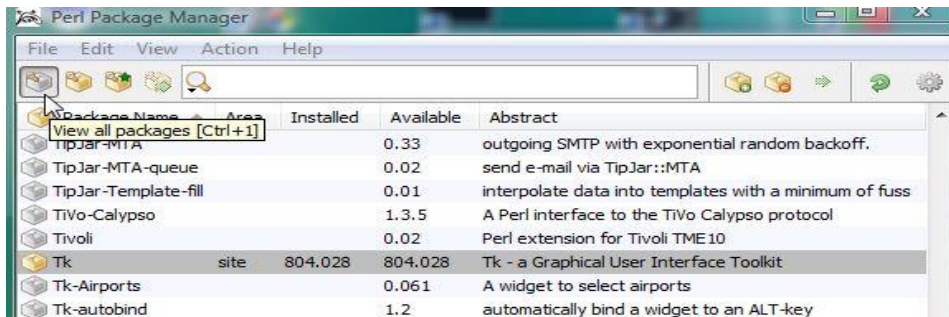 Perl Package Manager
File Edit View Action Help
Package Name Area Installed Available Abstract
View all packages [Ctrl+1]
TipJar-MTA 0.33 outgoing SMTP with exponential random backoff.
TipJar-MTA-queue 0.02 send e-mail via TipJar::MTA
TipJar-Template-fill 0.01 interpolate data into templates with a minimum of fuss
TiVo-Calypso 1.3.5 A Perl interface to the TiVo Calypso protocol
Tivoli 0.02 Perl extension for Tivoli TME10
Tk site 804.028 804.028 Tk - a Graphical User Interface Toolkit
Tk-Airports 0.061 A widget to select airports
Tk-autobind 1.2 automatically bind a widget to an ALT-key